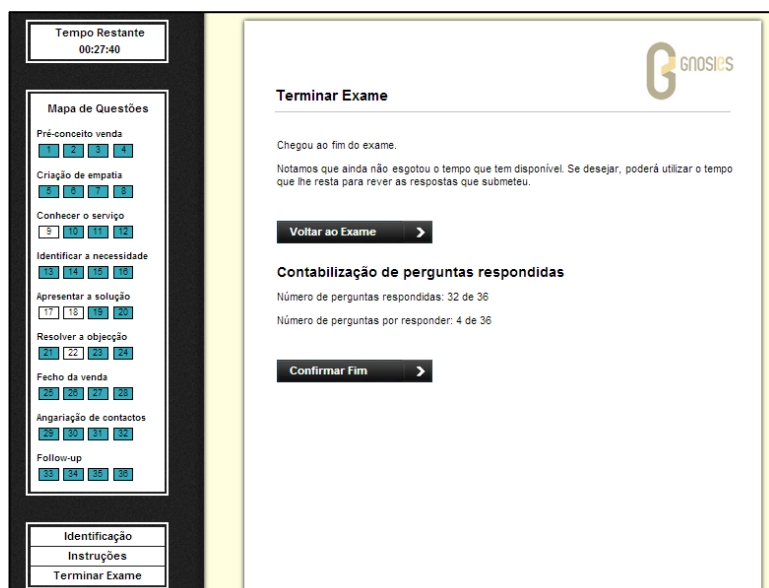 Tempo Restante
00:27:40
Mapa de Questões
Pré-conceito venda
1 2 3 4
Criação de empatia
5 6 7 8
Conhecer o serviço
9 10 11 12
Identificar a necessidade
13 14 15 16
Apresentar a solução
17 18 19 20
Resolver a objecção
21 22 23 24
Fecho da venda
25 26 27 28
Angariação de contactos
29 30 31 32
Follow-up
33 34 35 36
Identificação
Instruções
Terminar Exame
GNOSIES
Terminar Exame
Chegou ao fim do exame.
Notamos que ainda não esgotou o tempo que tem disponível. Se desejar, poderá utilizar o tempo
que lhe resta para rever as respostas que submeteu.
Voltar ao Exame
Contabilização de perguntas respondidas
Número de perguntas respondidas: 32 de 36
Número de perguntas por responder: 4 de 36
Confirmar Fim